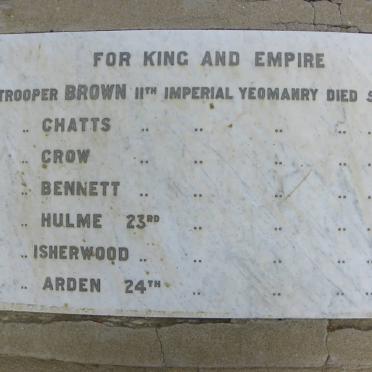 FOR KING AND EMPIRE
TROOPER BROWN 11TH IMPERIAL YEOMANRY DIED S
,, CHATTS ,, ,, ,, ,, ,,
,, CROW ,, ,, ,, ,, ,,
,, BENNETT ,, ,, ,, ,, ,,
,, HULME 23RD ,, ,, ,, ,,
,, ISHERWOOD ,, ,, ,, ,, ,,
,, ARDEN 24TH ,, ,, ,, ,,